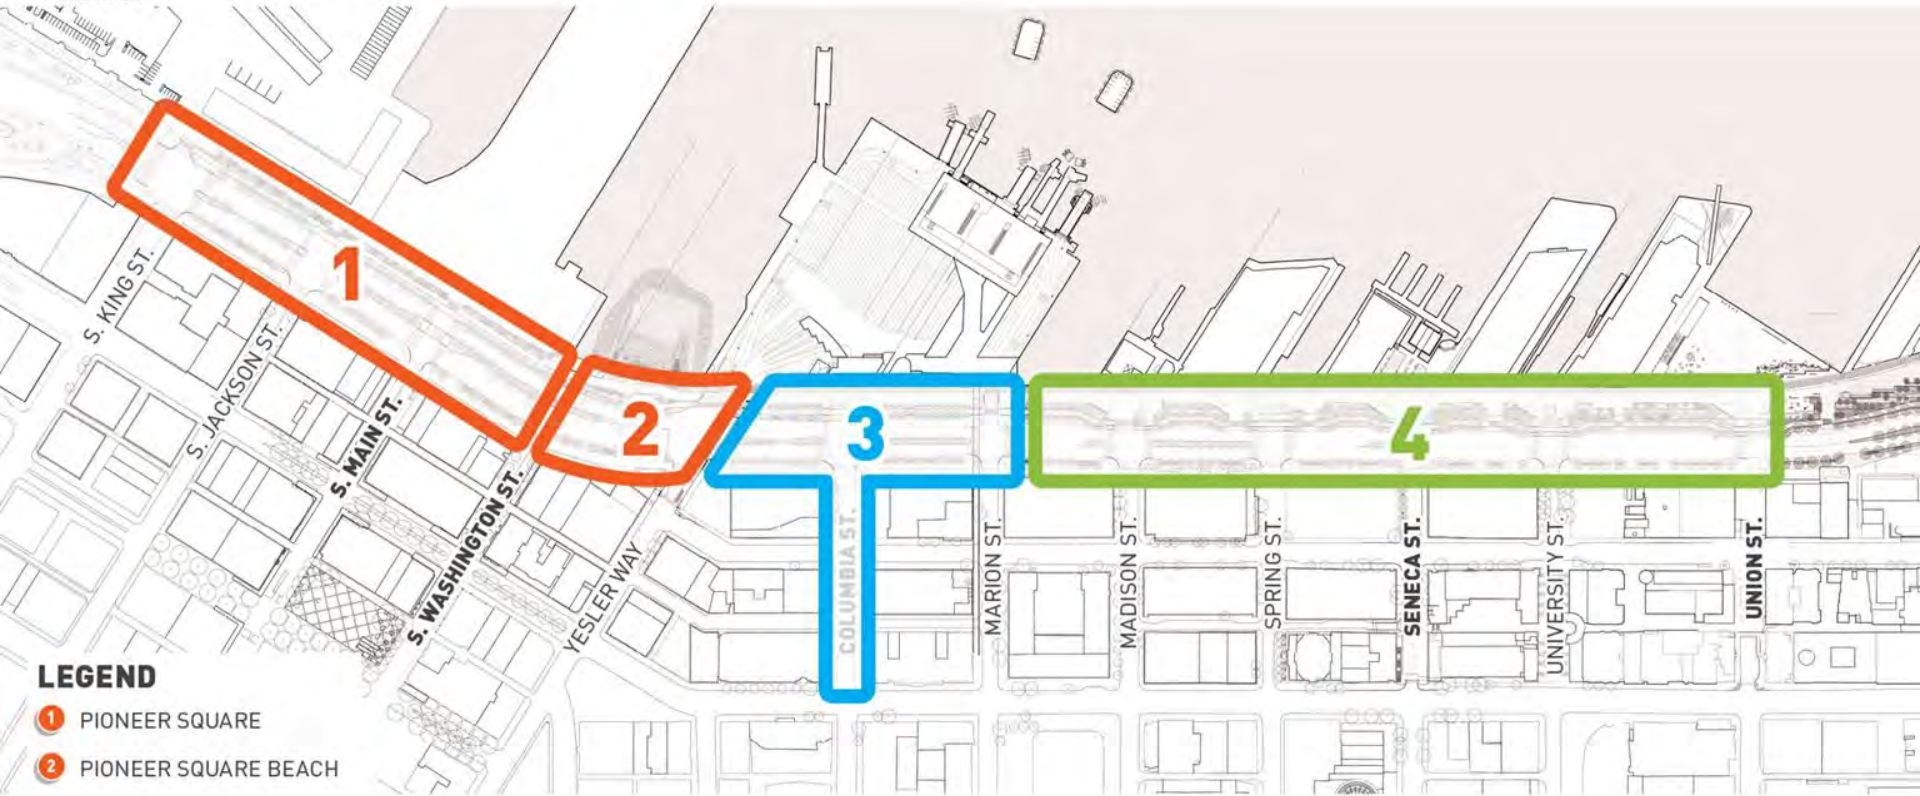 1
2
3
4
S. KING ST.
S. JACKSON ST.
S. MAIN ST.
S. WASHINGTON ST.
YESLER WAY
COLUMBIA ST.
MARION ST.
MADISON ST.
SPRING ST.
SENECA ST.
UNIVERSITY ST.
UNION ST.
LEGEND
1 PIONEER SQUARE
2 PIONEER SQUARE BEACH